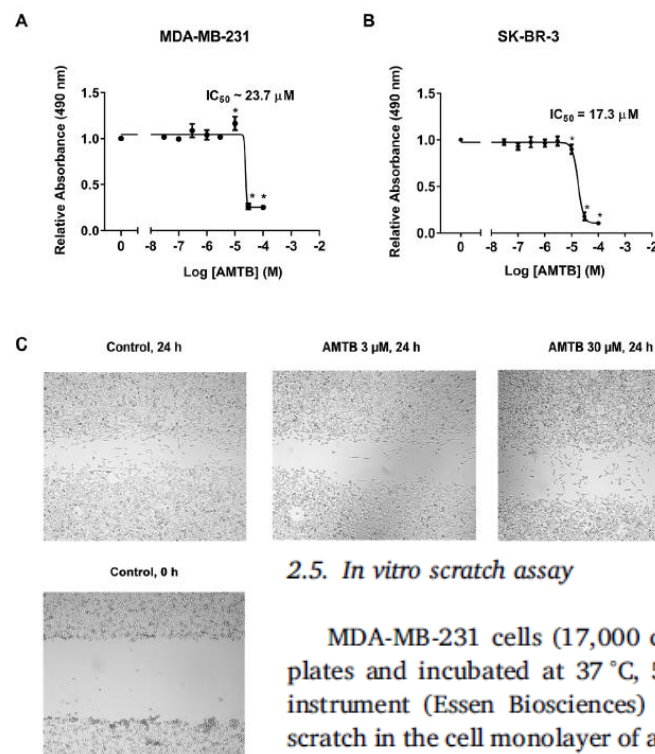 A
MDA-MB-231
Relative Absorbance (490 nm)
1.5
1.0
0.5
0.0
IC50 ~ 23.7 μM
*
* *
0 -8 -7 -6 -5 -4 -3 -2
Log [AMTB] (M)
B
SK-BR-3
Relative Absorbance (490 nm)
1.5
1.0
0.5
0.0
IC50 = 17.3 μM
*
*
*
0 -8 -7 -6 -5 -4 -3 -2
Log [AMTB] (M)
C
Control, 24 h
AMTB 3 μM, 24 h
AMTB 30 μM, 24 h
Control, 0 h
2.5. In vitro scratch assay
MDA-MB-231 cells (17,000 c
plates and incubated at 37 °C, 5
instrument (Essen Biosciences)
scratch in the cell monolayer of a